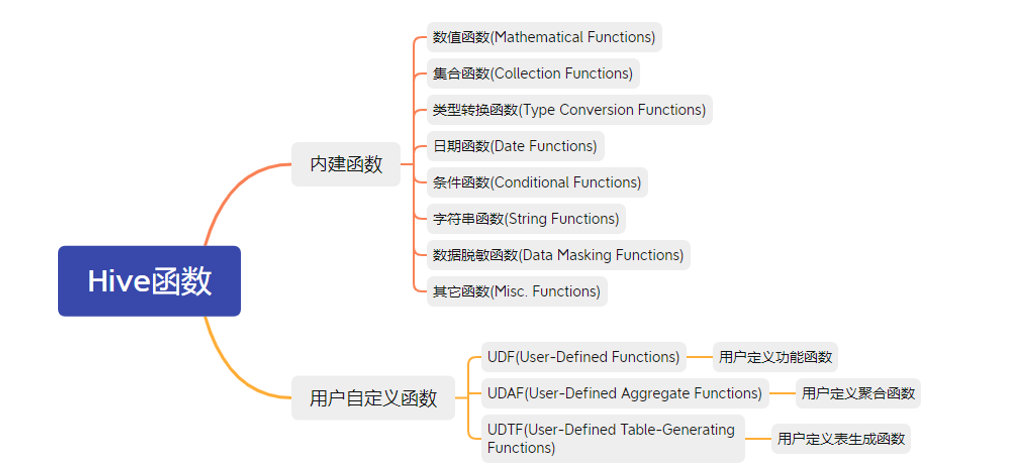 Hive函数
内建函数
数值函数(Mathematical Functions)
集合函数(Collection Functions)
类型转换函数(Type Conversion Functions)
日期函数(Date Functions)
条件函数(Conditional Functions)
字符串函数(String Functions)
数据脱敏函数(Data Masking Functions)
其它函数(Misc. Functions)
用户自定义函数
UDF(User-Defined Functions)
用户定义功能函数
UDAF(User-Defined Aggregate Functions)
用户定义聚合函数
UDTF(User-Defined Table-Generating
Functions)
用户定义表生成函数